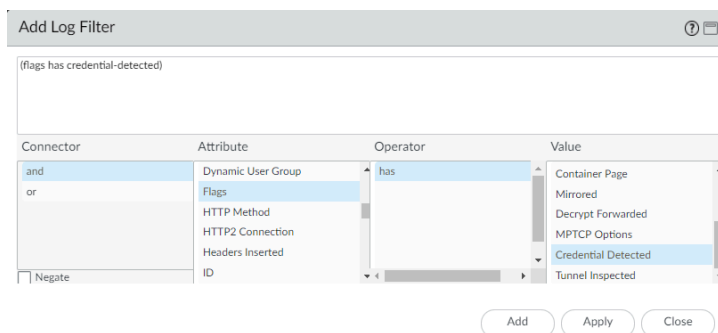 Add Log Filter
(flags has credential-detected)
Connector Attribute Operator Value
and
or
Negate
Dynamic User Group
Flags
HTTP Method
HTTP2 Connection
Headers Inserted
ID
has
Container Page
Mirrored
Decrypt Forwarded
MPTCP Options
Credential Detected
Tunnel Inspected
Add Apply Close